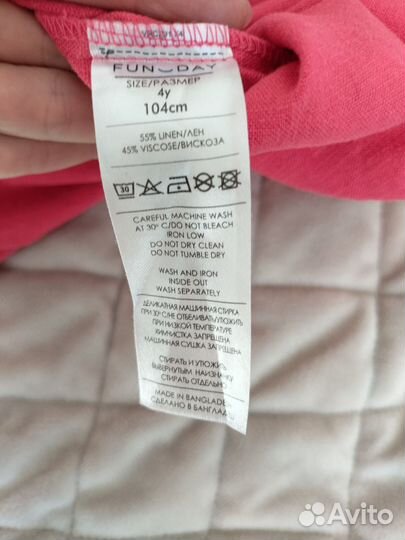 FUN DAY
SIZE/РАЗМЕР
4y
104cm
55% LINEN/ЛЕН
45% VISCOSE/ВИСКОЗА
30
CAREFUL MACHINE WASH
AT 30° C/DO NOT BLEACH
IRON LOW
DO NOT DRY CLEAN
DO NOT TUMBLE DRY
WASH AND IRON
INSIDE OUT
WASH SEPARATELY
ДЕЛИКАТНАЯ МАШИННАЯ СТИРКА
ПРИ 30° С/НЕ ОТБЕЛИВАТЬ/УТЮЖИТЬ
ПРИ НИЗКОЙ ТЕМПЕРАТУРЕ
ХИМЧИСТКА ЗАПРЕЩЕНА
МАШИННАЯ СУШКА ЗАПРЕЩЕНА
СТИРАТЬ И УТЮЖИТЬ
ВЫВЕРНУТЫМ НАИЗНАНКУ
СТИРАТЬ ОТДЕЛЬНО
MADE IN BANGLADE
СДЕЛАНО В БАНГЛАД
Avito